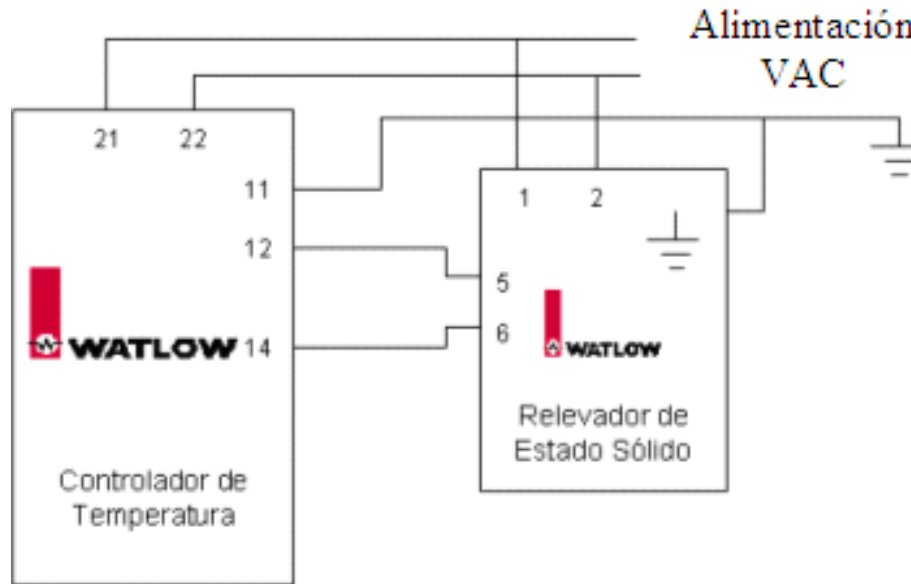 Alimentación
VAC
21 22
11
1 2
12
5
6
WATLOW 14
WATLOW
Relevador de
Estado Sólido
Controlador de
Temperatura